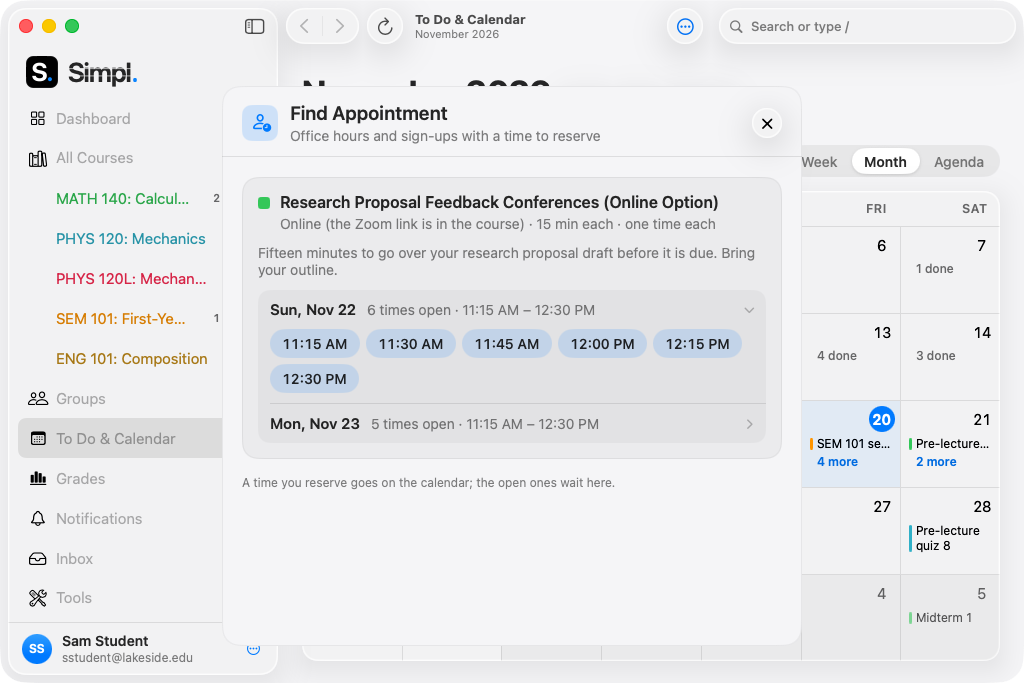 To Do & Calendar
November 2026
Search or type /
S. Simpl.
Dashboard
All Courses
MATH 140: Calcul... 2
PHYS 120: Mechanics
PHYS 120L: Mechan...
SEM 101: First-Ye... 1
ENG 101: Composition
Groups
To Do & Calendar
Grades
Notifications
Inbox
Tools
SS
Sam Student
sstudent@lakeside.edu
Find Appointment
Office hours and sign-ups with a time to reserve
Research Proposal Feedback Conferences (Online Option)
Online (the Zoom link is in the course) · 15 min each · one time each
Fifteen minutes to go over your research proposal draft before it is due. Bring
your outline.
Sun, Nov 22 6 times open · 11:15 AM – 12:30 PM
11:15 AM 11:30 AM 11:45 AM 12:00 PM 12:15 PM
12:30 PM
Mon, Nov 23 5 times open · 11:15 AM – 12:30 PM
A time you reserve goes on the calendar; the open ones wait here.
Week Month Agenda
FRI SAT
6 7
1 done
13 14
4 done 3 done
20 21
SEM 101 se... Pre-lecture...
4 more 2 more
27 28
Pre-lecture
quiz 8
4 5
Midterm 1